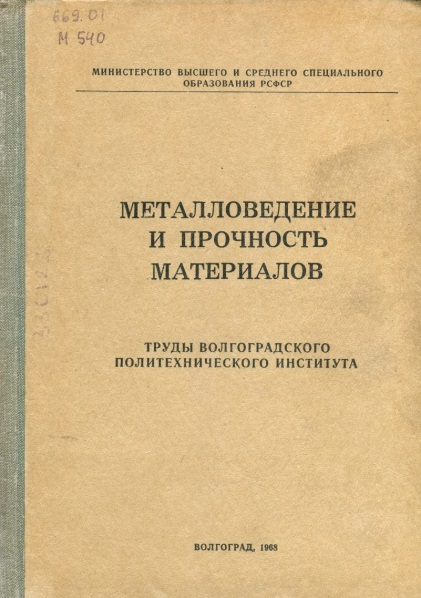 669.01
М 540
МИНИСТЕРСТВО ВЫСШЕГО И СРЕДНЕГО СПЕЦИАЛЬНОГО
ОБРАЗОВАНИЯ РСФСР
МЕТАЛЛОВЕДЕНИЕ
И ПРОЧНОСТЬ
МАТЕРИАЛОВ
ТРУДЫ ВОЛГОГРАДСКОГО
ПОЛИТЕХНИЧЕСКОГО ИНСТИТУТА
ВОЛГОГРАД, 1968